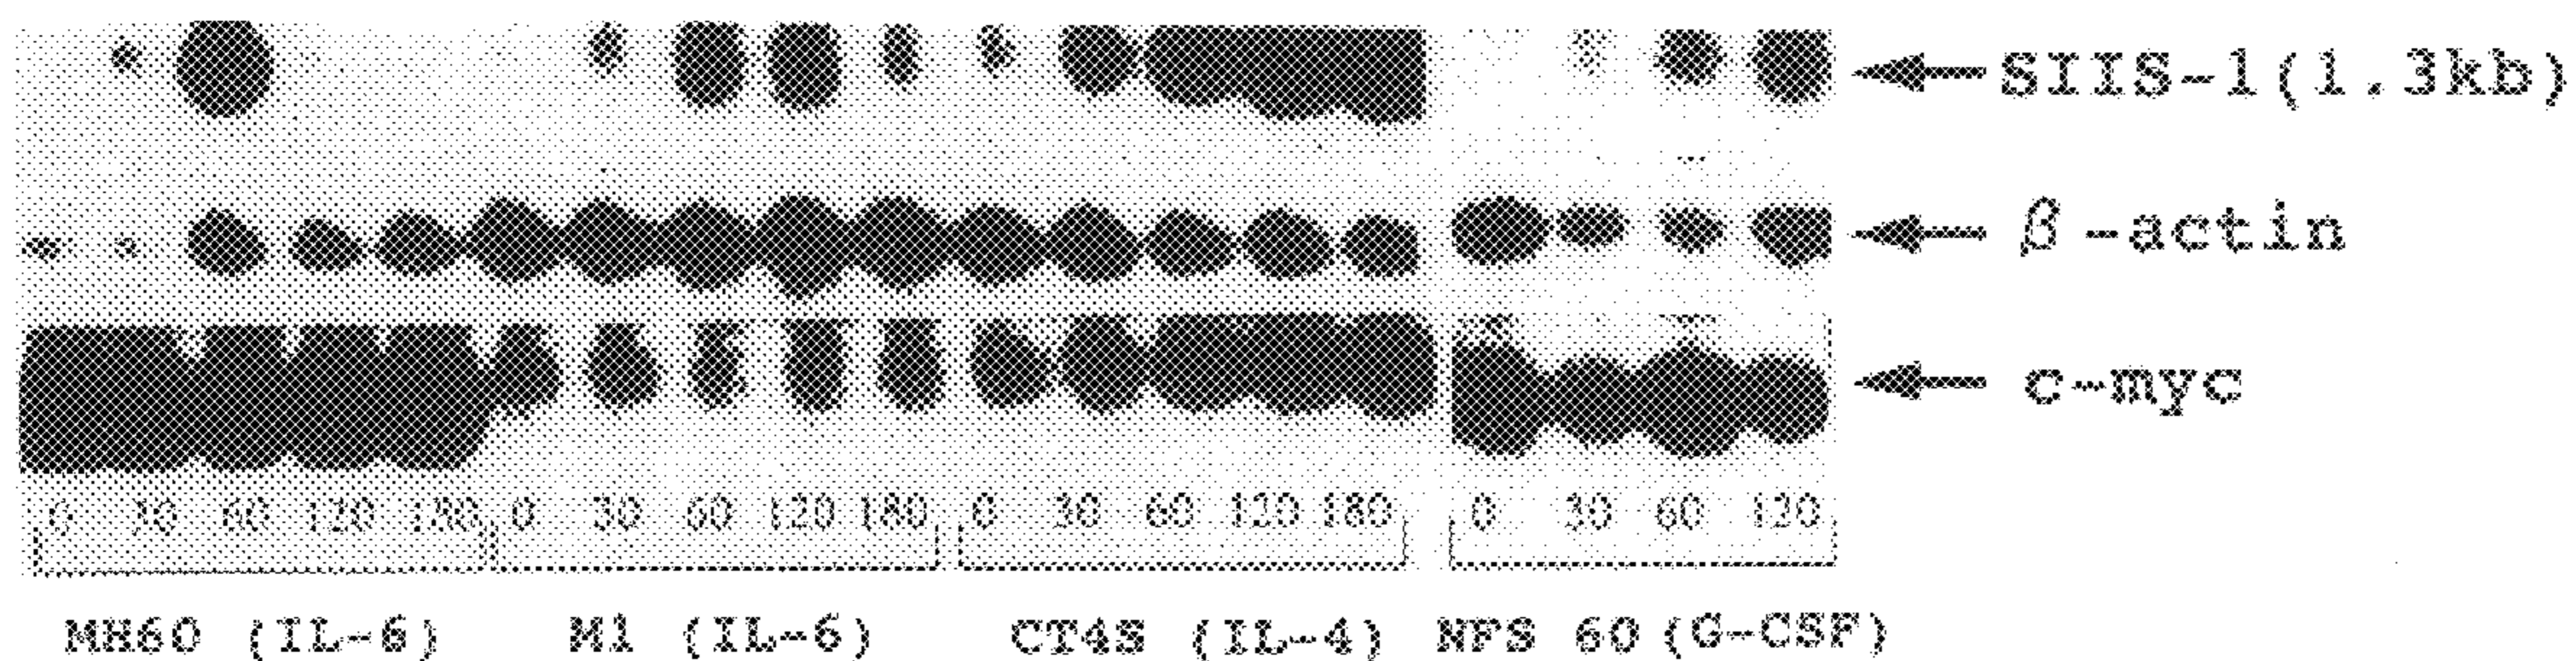 SIIS-1(1.3kb)
β-actin
c-myc
0 30 60 120 180 0 30 60 120 180 0 30 60 120 180 0 30 60 120
MH60 (IL-6) M1 (IL-6) CT4S (IL-4) NFS 60 (G-CSF)